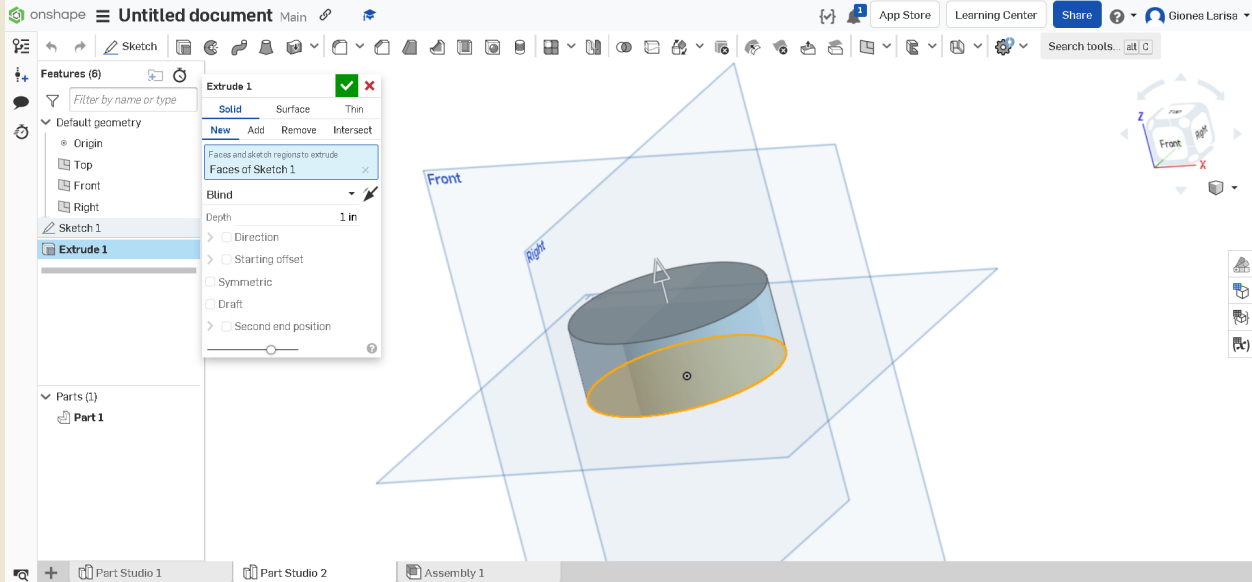 onshape Untitled document Main 1 App Store Learning Center Share Gionea Larisa
Sketch Search tools... alt C
Features (6)
Filter by name or type
Default geometry
Origin
Top
Front
Right
Sketch 1
Extrude 1
Parts (1)
Part 1
Extrude 1
Solid Surface Thin
New Add Remove Intersect
Faces and sketch regions to extrude
Faces of Sketch 1
Blind
Depth 1 in
Direction
Starting offset
Symmetric
Draft
Second end position
Front
Right
Z
Front Right
X
Part Studio 1 Part Studio 2 Assembly 1